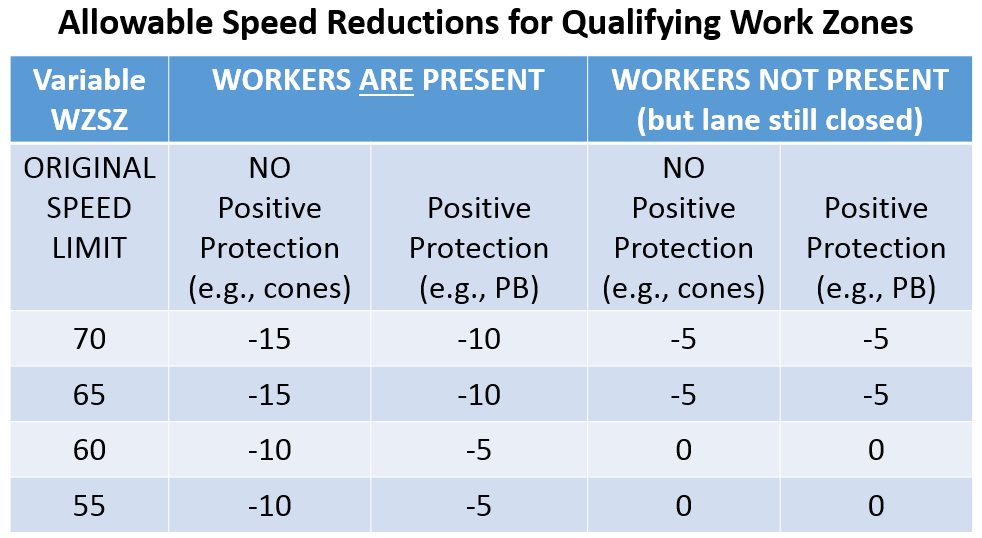 Allowable Speed Reductions for Qualifying Work Zones
Variable WORKERS ARE PRESENT WORKERS NOT PRESENT
WZSZ (but lane still closed)
ORIGINAL NO NO
SPEED Positive Positive Positive Positive
LIMIT Protection Protection Protection Protection
(e.g., cones) (e.g., PB) (e.g., cones) (e.g., PB)
70 -15 -10 -5 -5
65 -15 -10 -5 -5
60 -10 -5 0 0
55 -10 -5 0 0